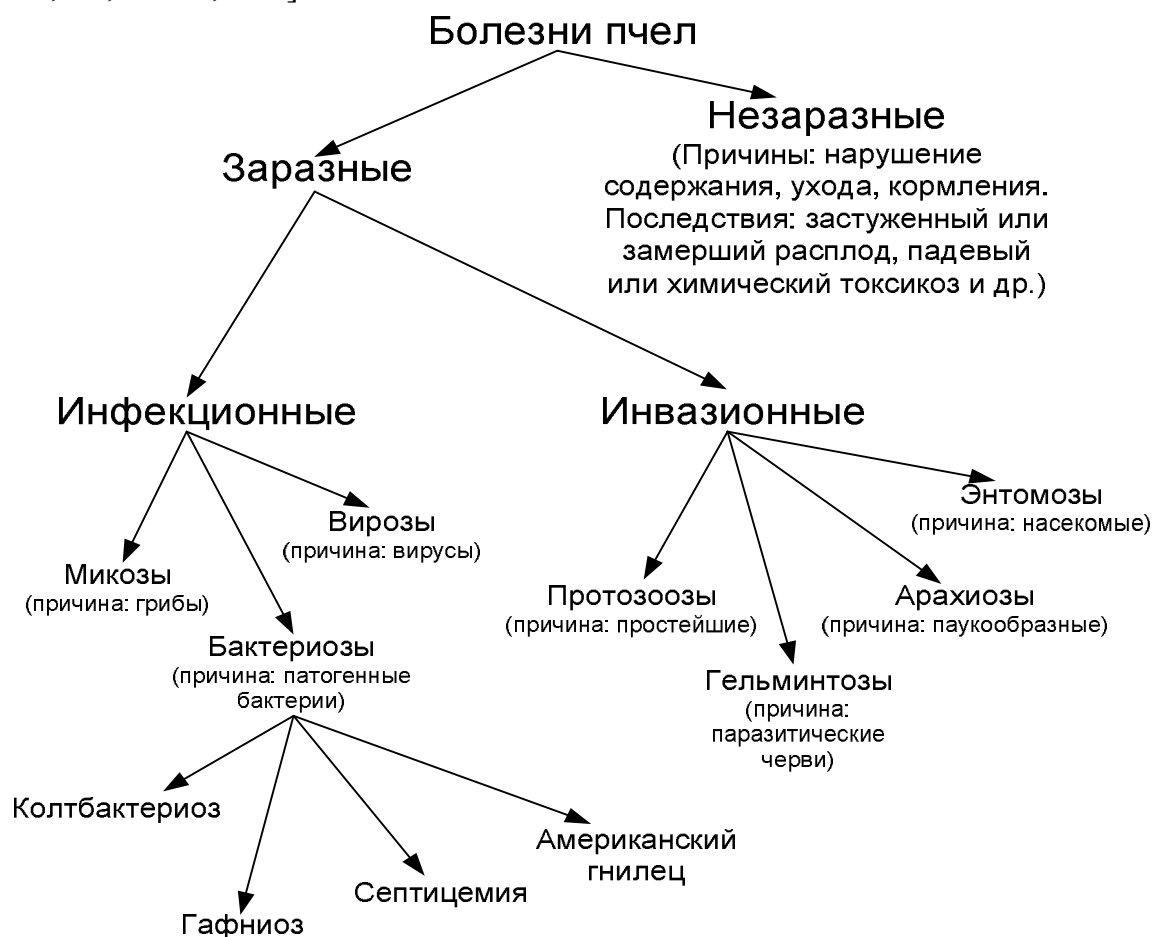 Болезни пчел
Незаразные
(Причины: нарушение
содержания, ухода, кормления.
Последствия: застуженный или
замерший расплод, падевый
или химический токсикоз и др.)
Заразные
Инфекционные
Инвазионные
Вирозы
(причина: вирусы)
Микозы
(причина: грибы)
Бактериозы
(причина: патогенные
бактерии)
Энтомозы
(причина: насекомые)
Протозоозы
(причина: простейшие)
Арахиозы
(причина: паукообразные)
Гельминтозы
(причина:
паразитические
черви)
Колтбактериоз
Американский
гнилец
Септицемия
Гафниоз